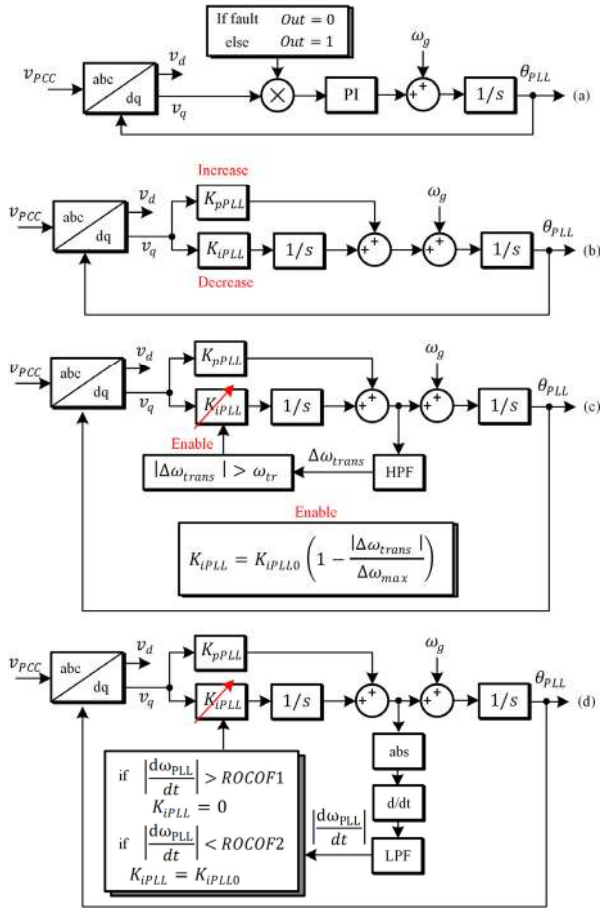 If fault Out = 0
else Out = 1
v_PCC
abc
dq
v_d
v_q
×
PI
ω_g
+
+
1/s
θ_PLL
(a)
Increase
v_PCC
abc
dq
v_d
v_q
K_pPLL
K_iPLL
1/s
+
+
ω_g
+
+
1/s
θ_PLL
(b)
Decrease
v_PCC
abc
dq
v_d
v_q
K_pPLL
K_iPLL
1/s
+
+
ω_g
+
+
1/s
θ_PLL
(c)
Enable
|Δω_trans| > ω_tr
Δω_trans
HPF
Enable
K_iPLL = K_iPLL0 (1 − |Δω_trans| / Δω_max)
v_PCC
abc
dq
v_d
v_q
K_pPLL
K_iPLL
1/s
+
+
ω_g
+
+
1/s
θ_PLL
(d)
abs
d/dt
LPF
|dω_PLL/dt|
if |dω_PLL/dt| > ROCOF1
K_iPLL = 0
if |dω_PLL/dt| < ROCOF2
K_iPLL = K_iPLL0